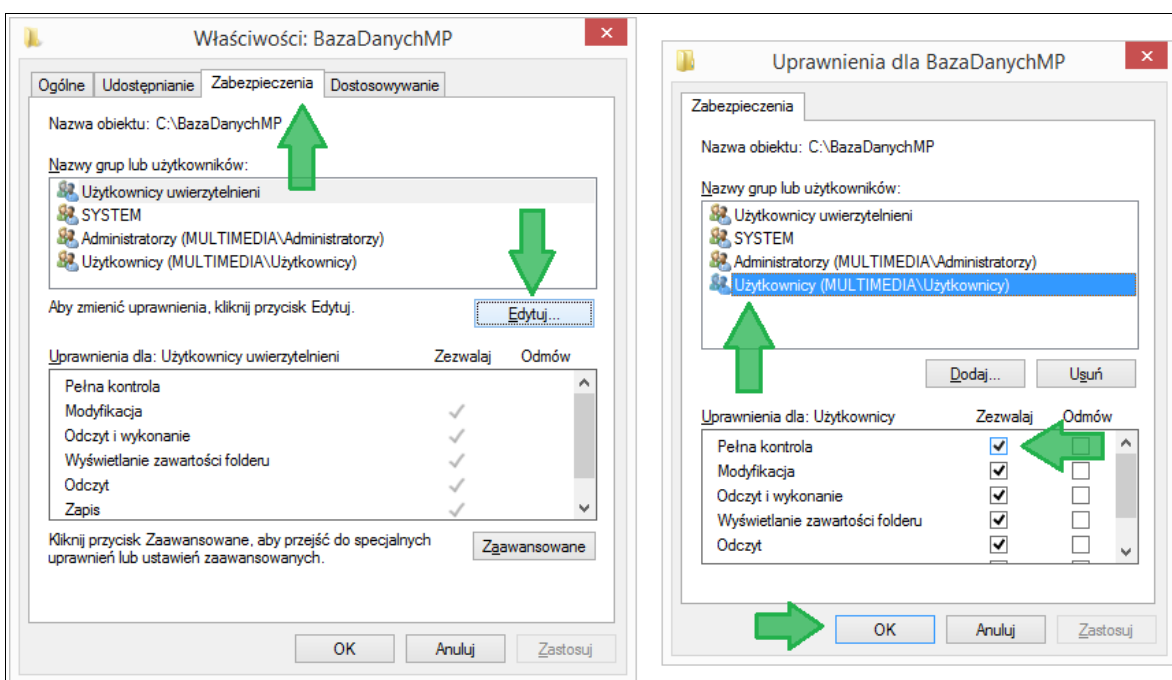 Właściwości: BazaDanychMP
Ogólne Udostępnianie Zabezpieczenia Dostosowywanie
Nazwa obiektu: C:\BazaDanychMP
Nazwy grup lub użytkowników:
Użytkownicy uwierzytelnieni
SYSTEM
Administratorzy (MULTIMEDIA\Administratorzy)
Użytkownicy (MULTIMEDIA\Użytkownicy)
Aby zmienić uprawnienia, kliknij przycisk Edytuj.
Edytuj...
Uprawnienia dla: Użytkownicy uwierzytelnieni Zezwalaj Odmów
Pełna kontrola
Modyfikacja
Odczyt i wykonanie
Wyświetlanie zawartości folderu
Odczyt
Zapis
Kliknij przycisk Zaawansowane, aby przejść do specjalnych
uprawnień lub ustawień zaawansowanych.
Zaawansowane
OK Anuluj Zastosuj
Uprawnienia dla BazaDanychMP
Zabezpieczenia
Nazwa obiektu: C:\BazaDanychMP
Nazwy grup lub użytkowników:
Użytkownicy uwierzytelnieni
SYSTEM
Administratorzy (MULTIMEDIA\Administratorzy)
Użytkownicy (MULTIMEDIA\Użytkownicy)
Dodaj... Usuń
Uprawnienia dla: Użytkownicy Zezwalaj Odmów
Pełna kontrola
Modyfikacja
Odczyt i wykonanie
Wyświetlanie zawartości folderu
Odczyt
OK Anuluj Zastosuj